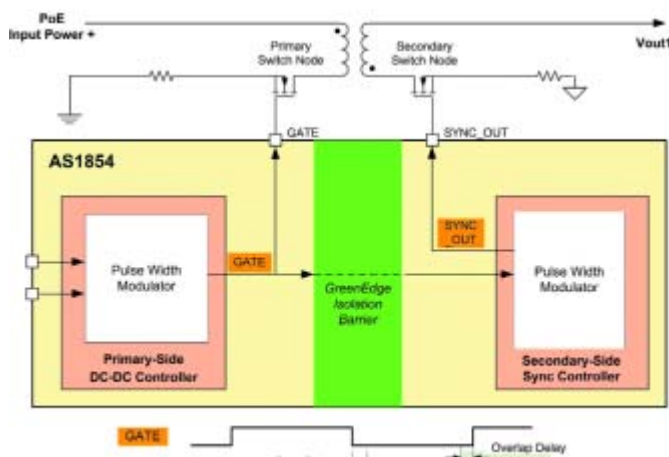 PoE
Input Power +
Vout1
Primary
Switch Node
Secondary
Switch Node
GATE
SYNC_OUT
AS1854
Pulse Width
Modulator
GATE
GreenEdge
Isolation
Barrier
SYNC
_OUT
Pulse Width
Modulator
Primary-Side
DC-DC Controller
Secondary-Side
Sync Controller
GATE
Overlap Delay